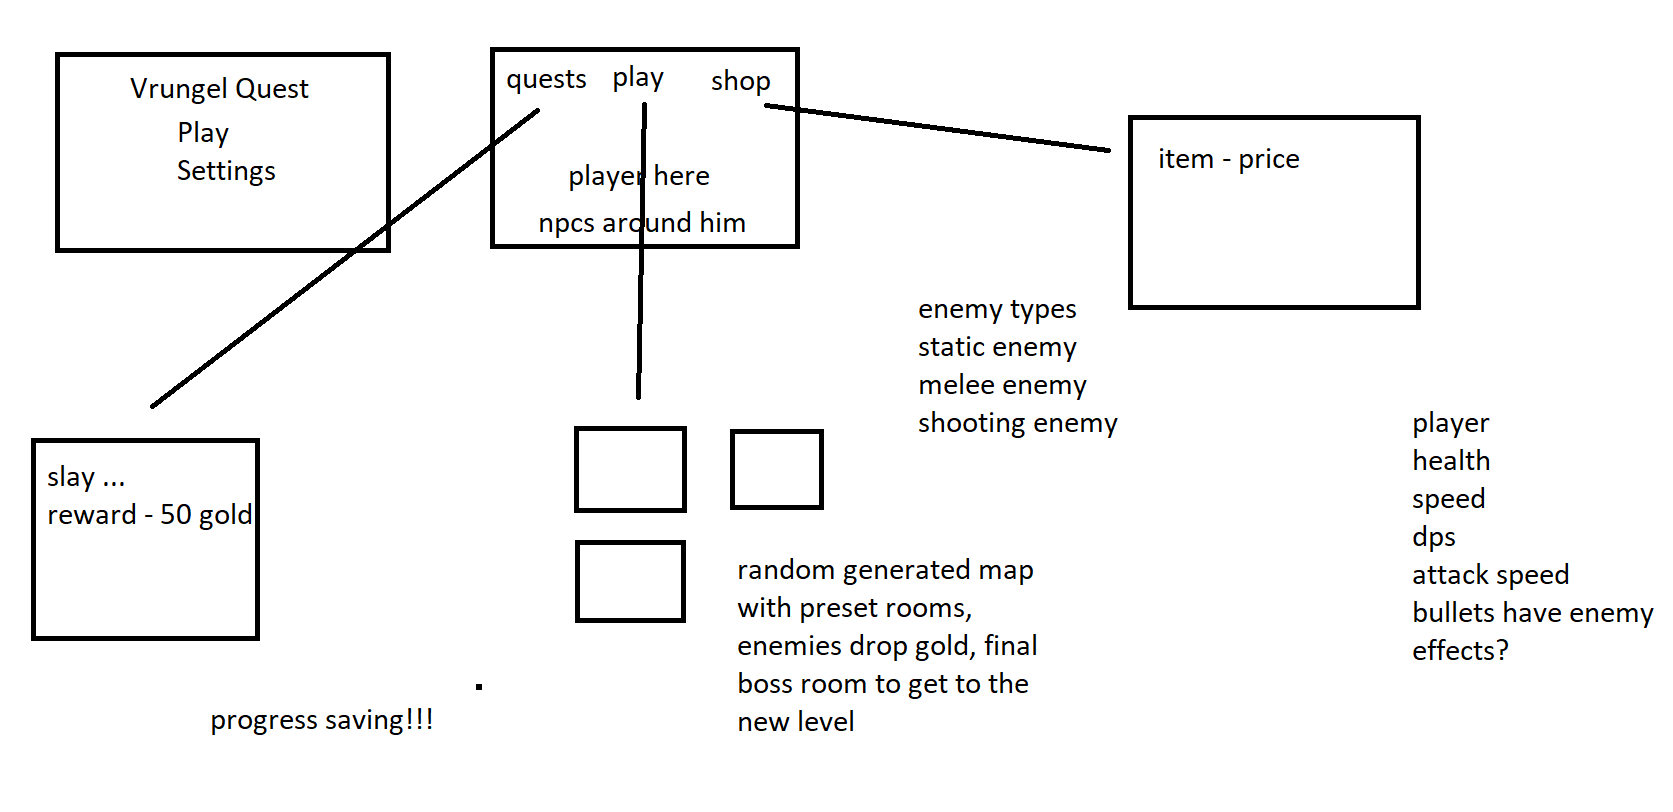 Vrungel Quest
Play
Settings
quests
play
shop
player here
npcs around him
item - price
enemy types
static enemy
melee enemy
shooting enemy
player
health
speed
dps
attack speed
bullets have enemy
effects?
slay ...
reward - 50 gold
random generated map
with preset rooms,
enemies drop gold, final
boss room to get to the
new level
progress saving!!!